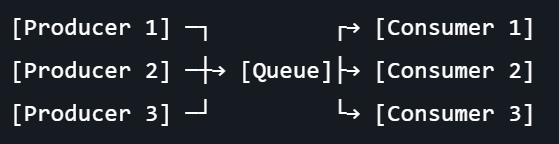 [Producer 1] ─┐         ┌→ [Consumer 1]
[Producer 2] ─┼→ [Queue]├→ [Consumer 2]
[Producer 3] ─┘         └→ [Consumer 3]